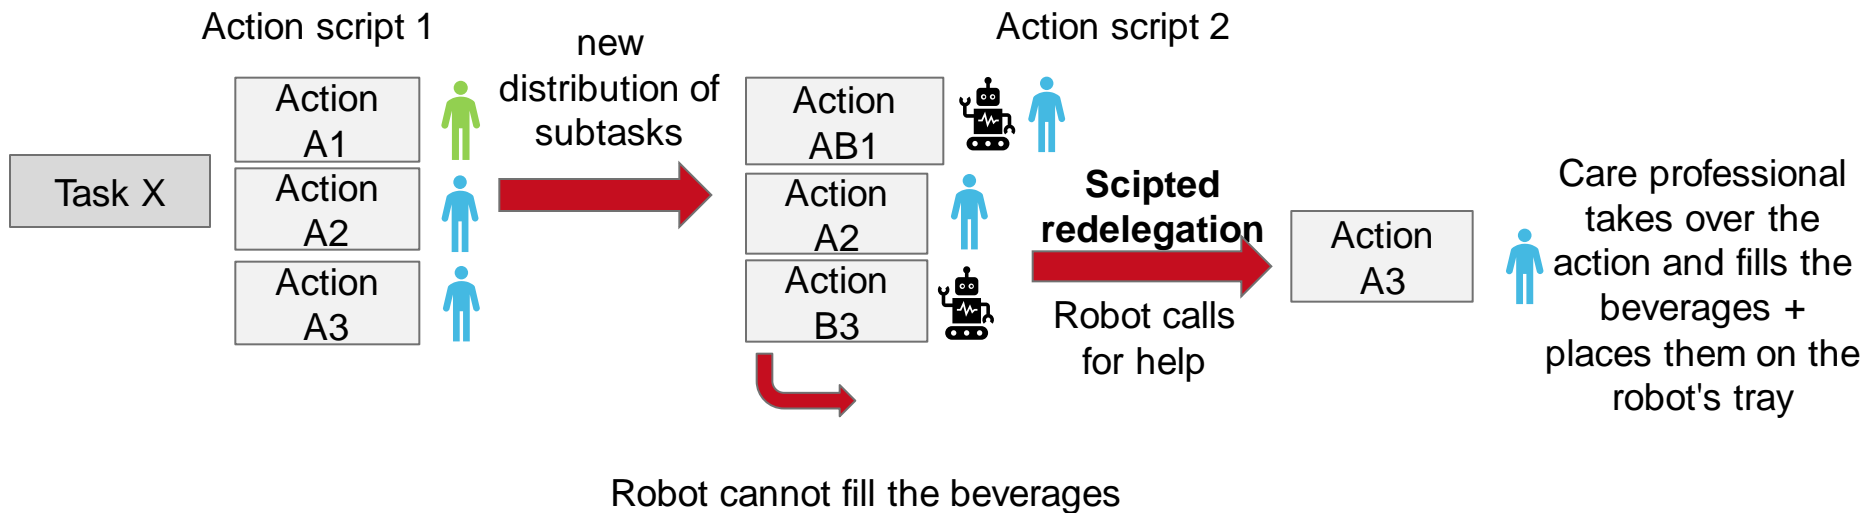 Action script 1
new
distribution of
subtasks
Action script 2
Task X
Action
A1
Action
A2
Action
A3
Action
AB1
Action
A2
Action
B3
Scipted
redelegation
Robot calls
for help
Action
A3
Care professional
takes over the
action and fills the
beverages +
places them on the
robot's tray
Robot cannot fill the beverages